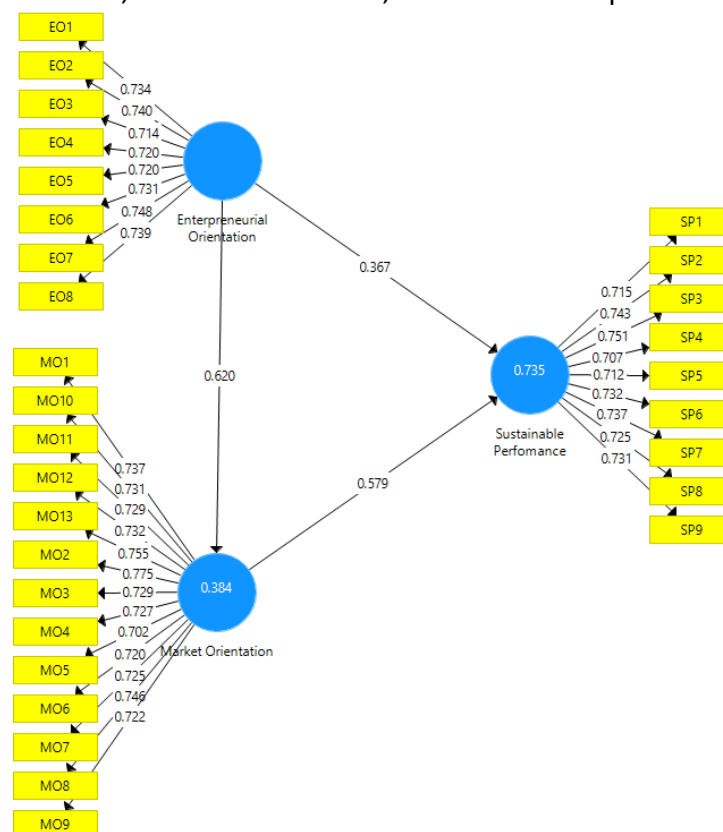 EO1
EO2
EO3
EO4
EO5
EO6
EO7
EO8
0.734
0.740
0.714
0.720
0.720
0.731
0.748
0.739
Enterpreneurial
Orientation
0.367
0.620
0.579
MO1
MO10
MO11
MO12
MO13
MO2
MO3
MO4
MO5
MO6
MO7
MO8
MO9
0.737
0.731
0.729
0.732
0.755
0.775
0.729
0.727
0.702
0.720
0.725
0.746
0.722
0.384
Market Orientation
0.735
Sustainable
Perfomance
0.715
0.743
0.751
0.707
0.712
0.732
0.737
0.725
0.731
SP1
SP2
SP3
SP4
SP5
SP6
SP7
SP8
SP9